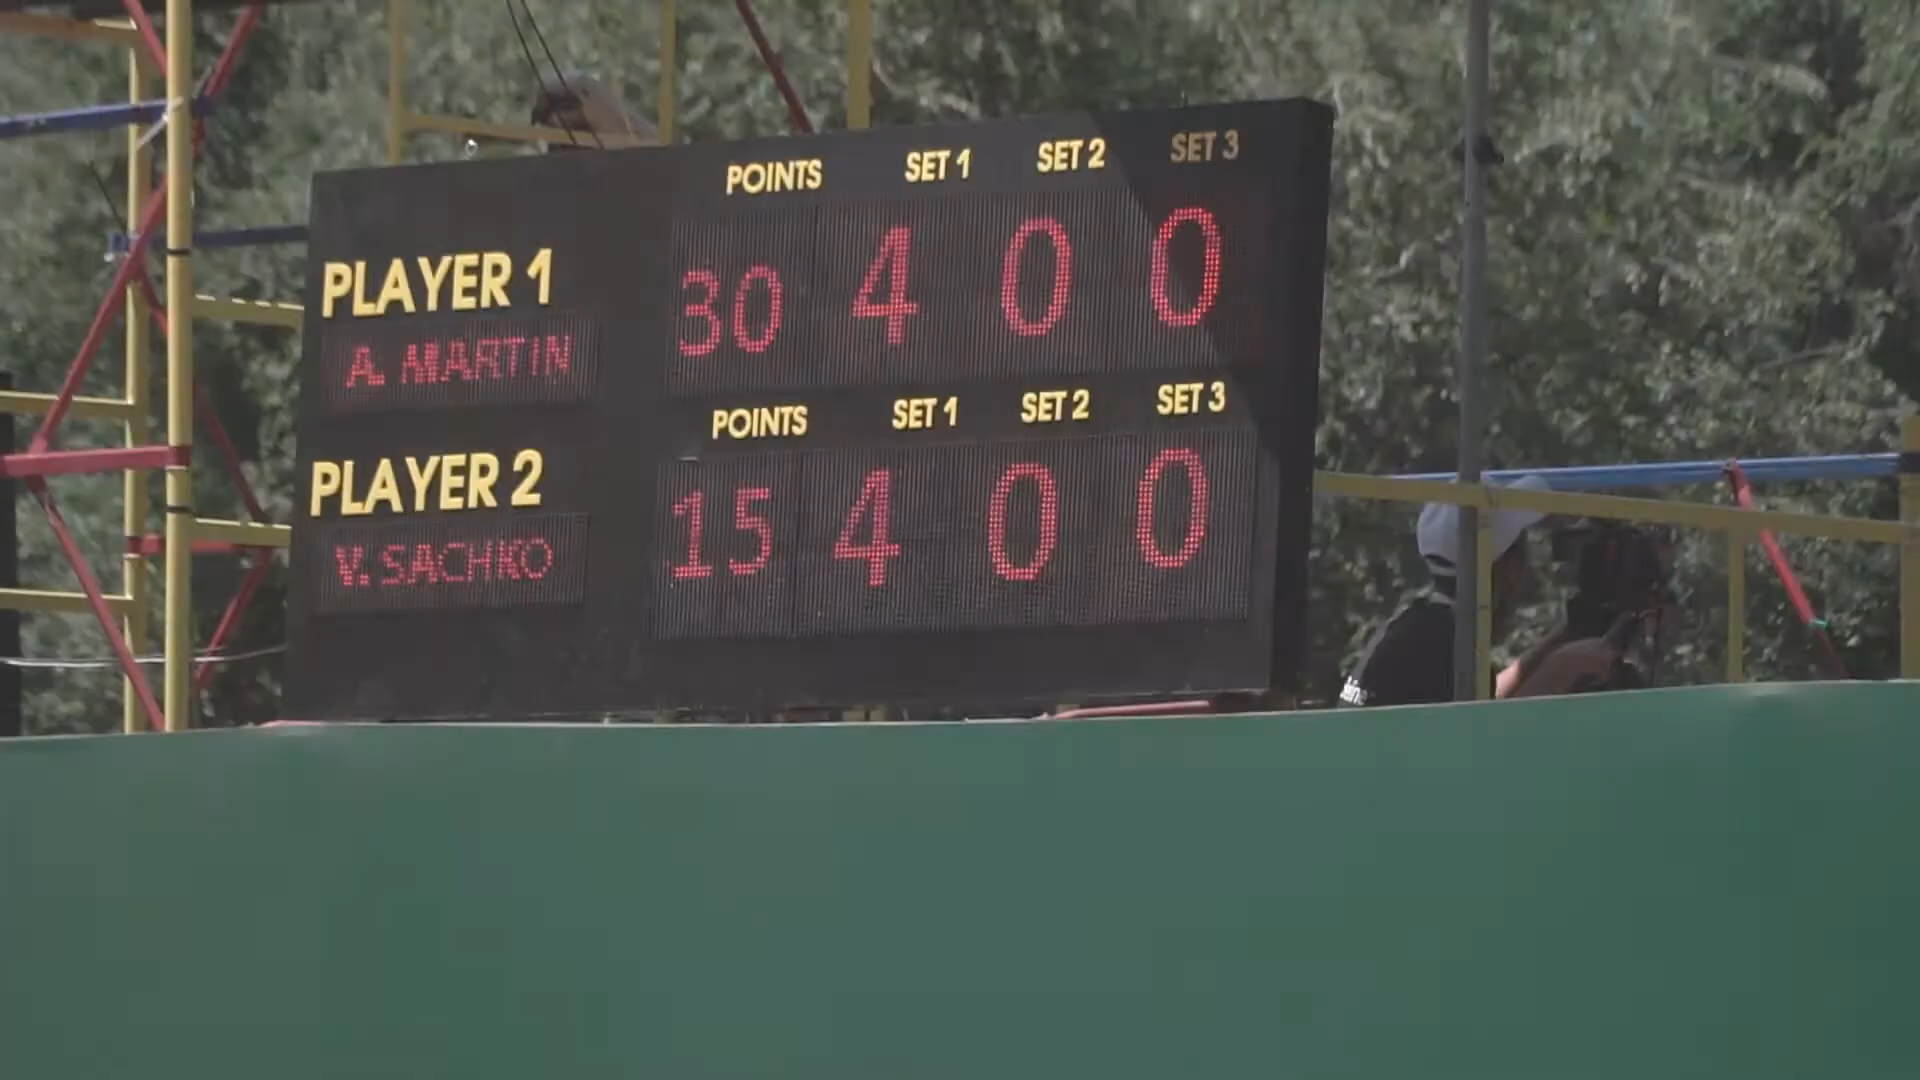 POINTS SET 1 SET 2 SET 3
PLAYER 1 30 4 0 0
A. MARTIN
POINTS SET 1 SET 2 SET 3
PLAYER 2 15 4 0 0
V. SACHKO